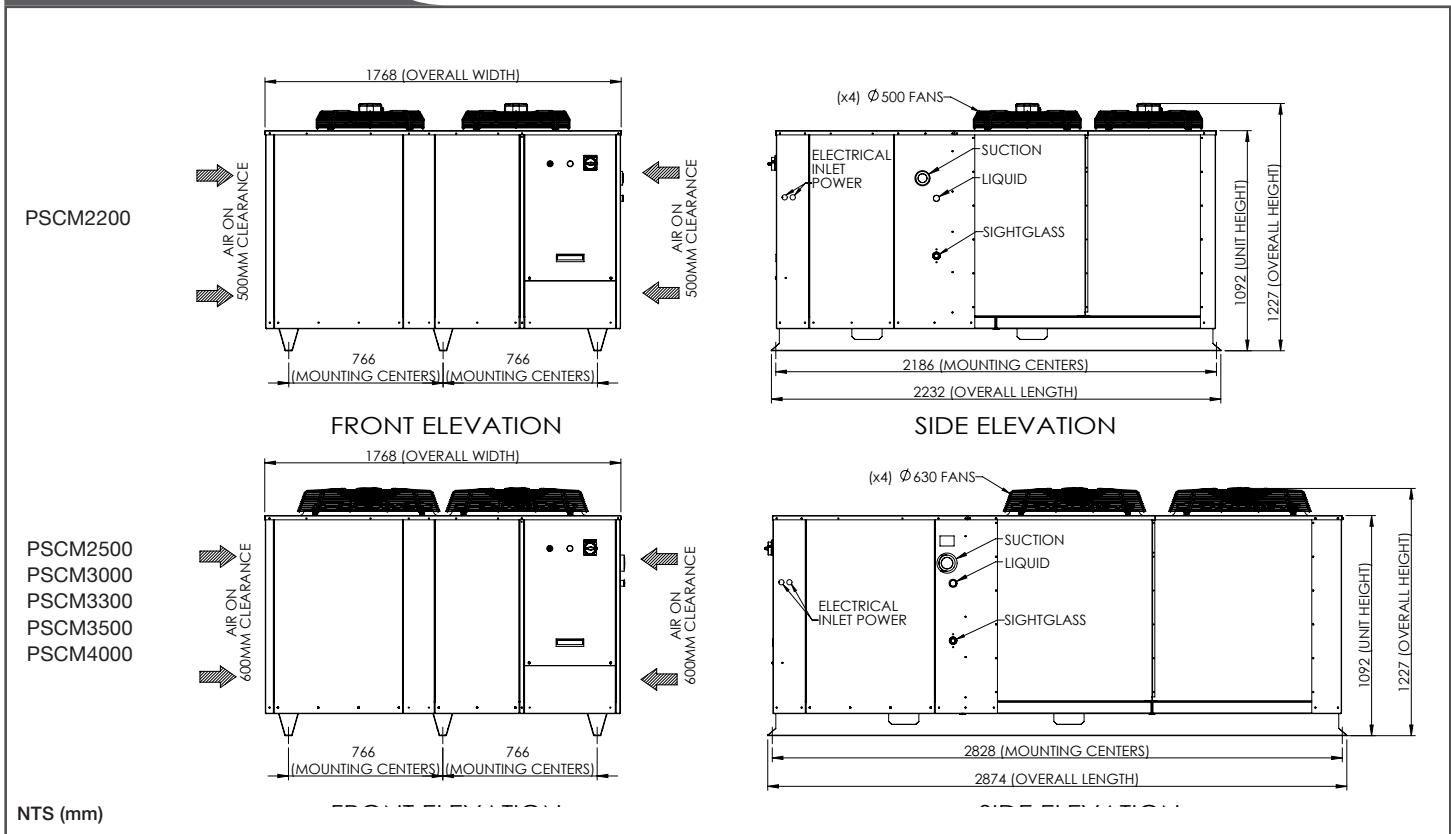 1768 (OVERALL WIDTH)
PSCM2200
AIR ON
500MM CLEARANCE
AIR ON
500MM CLEARANCE
766
(MOUNTING CENTERS)
766
(MOUNTING CENTERS)
FRONT ELEVATION
(x4) Ø500 FANS
ELECTRICAL
INLET
POWER
SUCTION
LIQUID
SIGHTGLASS
1092 (UNIT HEIGHT)
1227 (OVERALL HEIGHT)
2186 (MOUNTING CENTERS)
2232 (OVERALL LENGTH)
SIDE ELEVATION
1768 (OVERALL WIDTH)
PSCM2500
PSCM3000
PSCM3300
PSCM3500
PSCM4000
AIR ON
600MM CLEARANCE
AIR ON
600MM CLEARANCE
766
(MOUNTING CENTERS)
766
(MOUNTING CENTERS)
FRONT ELEVATION
(x4) Ø630 FANS
SUCTION
LIQUID
ELECTRICAL
INLET POWER
SIGHTGLASS
1092 (UNIT HEIGHT)
1227 (OVERALL HEIGHT)
2828 (MOUNTING CENTERS)
2874 (OVERALL LENGTH)
SIDE ELEVATION
NTS (mm)